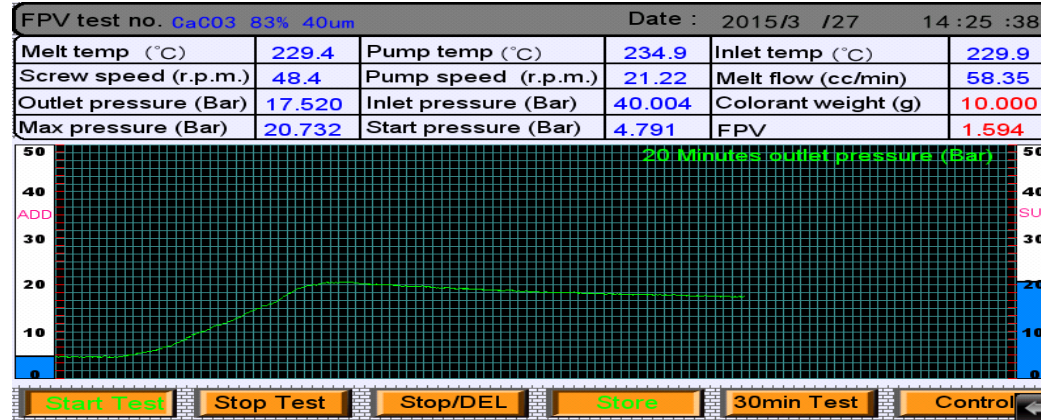 FPV test no. CaCO3 83% 40um Date : 2015/3 /27 14:25 :38
Melt temp (°C) 229.4 Pump temp (°C) 234.9 Inlet temp (°C) 229.9
Screw speed (r.p.m.) 48.4 Pump speed (r.p.m.) 21.22 Melt flow (cc/min) 58.35
Outlet pressure (Bar) 17.520 Inlet pressure (Bar) 40.004 Colorant weight (g) 10.000
Max pressure (Bar) 20.732 Start pressure (Bar) 4.791 FPV 1.594
50 20 Minutes outlet pressure (Bar) 50
40 40
ADD SU
30 30
20 20
10 10
0 0
Start Test Stop Test Stop/DEL Store 30min Test Control